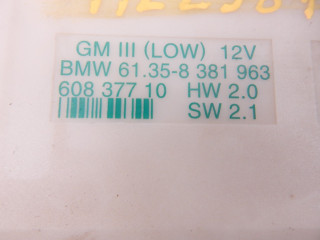 GM III (LOW) 12V
BMW 61.35-8 381 963
608 377 10 HW 2.0
SW 2.1